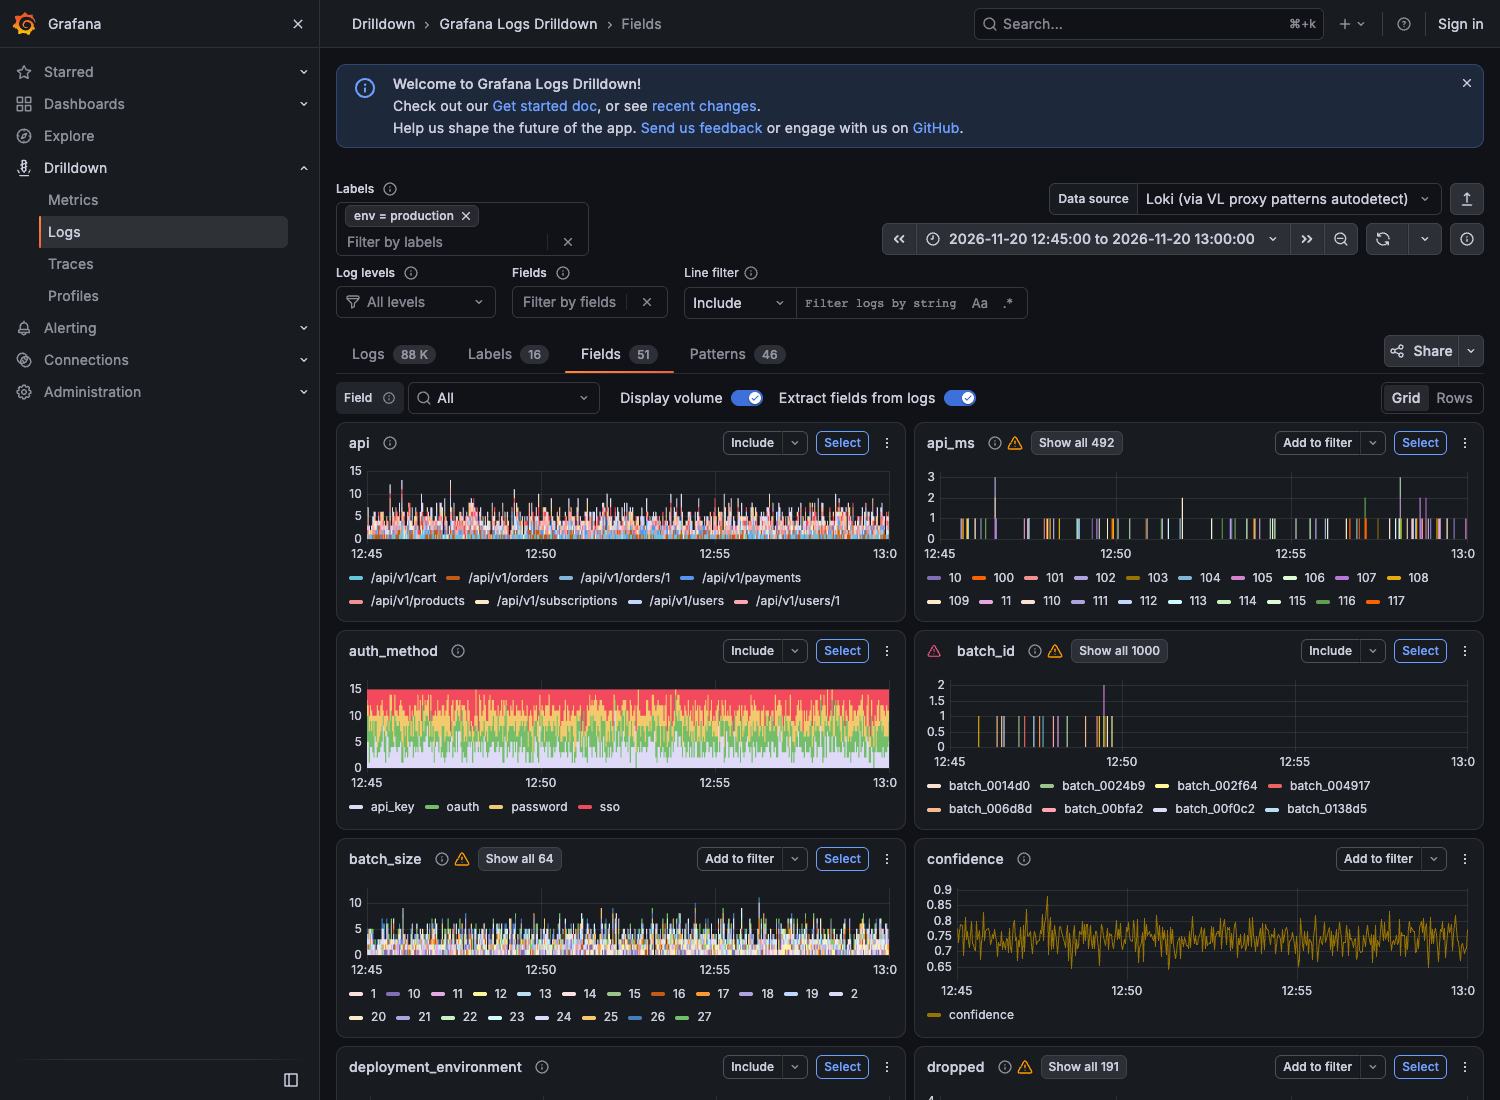 Grafana
Drilldown › Grafana Logs Drilldown › Fields
Search...
⌘+k
Sign in
Starred
Dashboards
Explore
Drilldown
Metrics
Logs
Traces
Profiles
Alerting
Connections
Administration
Welcome to Grafana Logs Drilldown!
Check out our Get started doc, or see recent changes.
Help us shape the future of the app. Send us feedback or engage with us on GitHub.
Labels
env = production
Filter by labels
Data source
Loki (via VL proxy patterns autodetect)
2026-11-20 12:45:00 to 2026-11-20 13:00:00
Log levels
All levels
Fields
Filter by fields
Line filter
Include
Filter logs by string
Aa
.*
Logs 88 K
Labels 16
Fields 51
Patterns 46
Share
Field
All
Display volume
Extract fields from logs
Grid
Rows
api
Include
Select
15
10
5
0
12:45 12:50 12:55 13:0
/api/v1/cart /api/v1/orders /api/v1/orders/1 /api/v1/payments
/api/v1/products /api/v1/subscriptions /api/v1/users /api/v1/users/1
api_ms
Show all 492
Add to filter
Select
3
2
1
0
12:45 12:50 12:55 13:0
10 100 101 102 103 104 105 106 107 108
109 11 110 111 112 113 114 115 116 117
auth_method
Include
Select
15
10
5
0
12:45 12:50 12:55 13:0
api_key oauth password sso
batch_id
Show all 1000
Include
Select
2
1.5
1
0.5
0
12:45 12:50 12:55 13:0
batch_0014d0 batch_0024b9 batch_002f64 batch_004917
batch_006d8d batch_00bfa2 batch_00f0c2 batch_0138d5
batch_size
Show all 64
Add to filter
Select
10
5
0
12:45 12:50 12:55 13:0
1 10 11 12 13 14 15 16 17 18 19 2
20 21 22 23 24 25 26 27
confidence
Add to filter
0.9
0.85
0.8
0.75
0.7
0.65
12:45 12:50 12:55 13:0
confidence
deployment_environment
Include
Select
dropped
Show all 191
Add to filter
Select
4